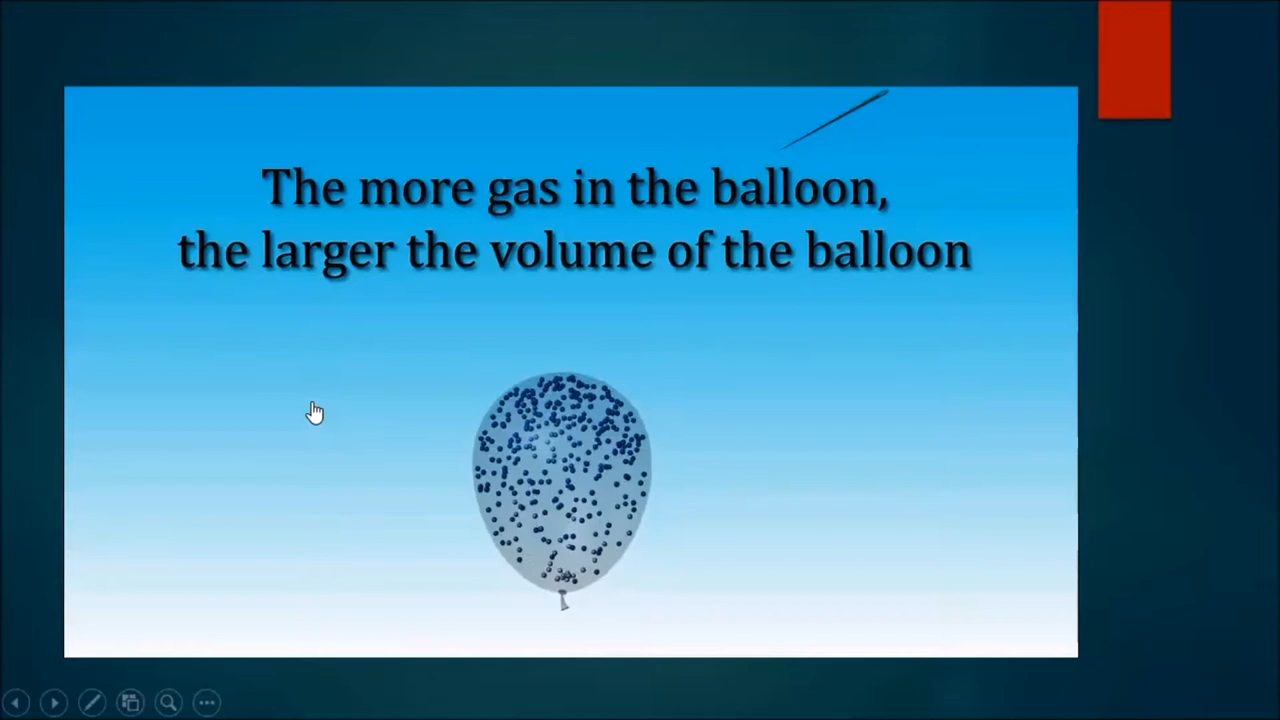 The more gas in the balloon,
the larger the volume of the balloon